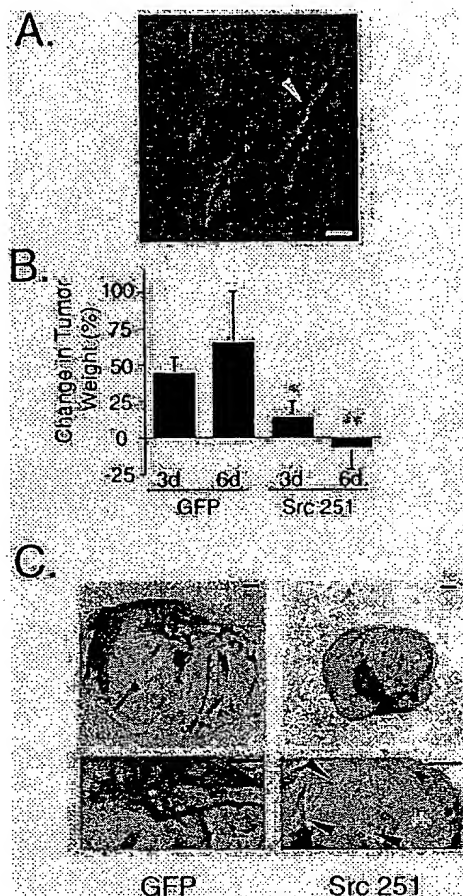 A.
B.
Change in Tumor
Weight (%)
100
75
50
25
0
-25
*
**
3d
6d
3d
6d
GFP
Src 251
C.
GFP
Src 251